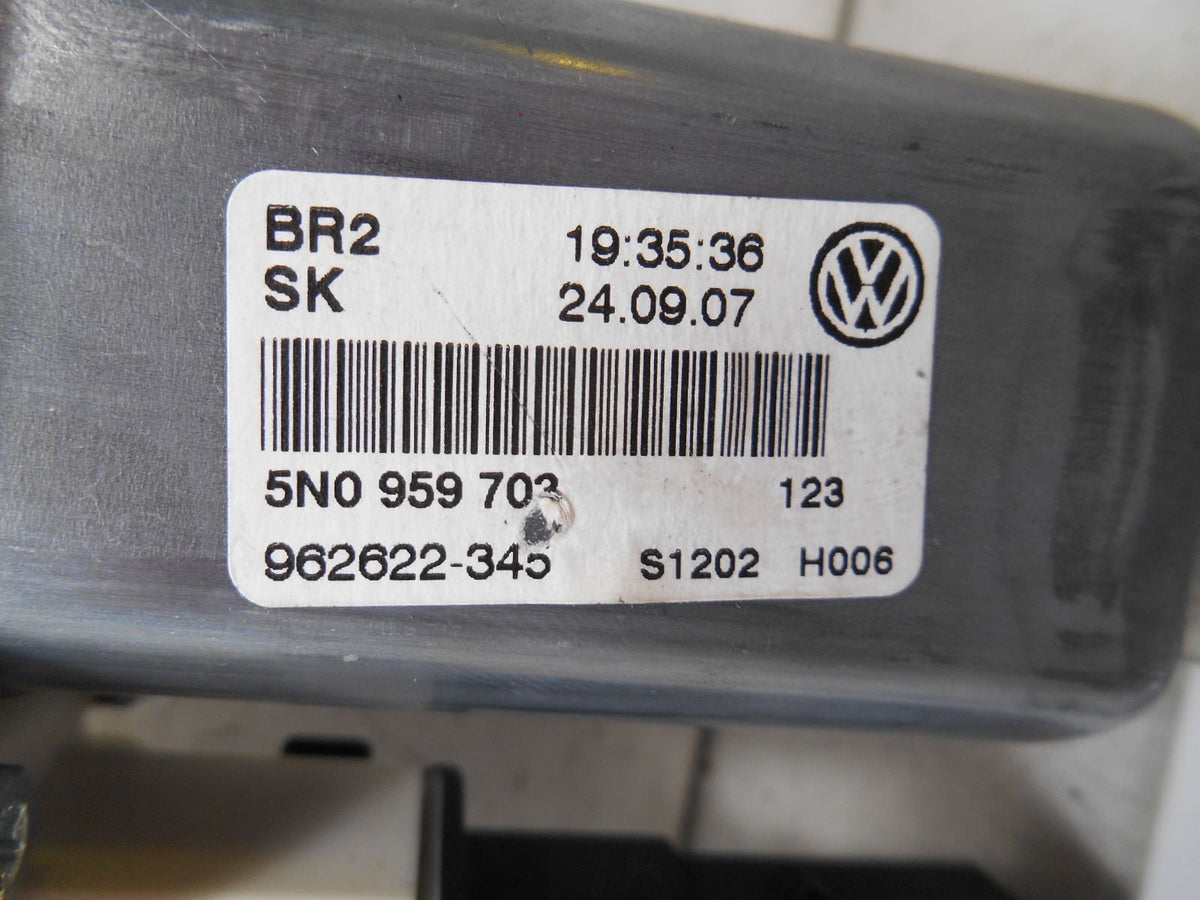 BR2 19:35:36
SK 24.09.07
5N0 959 703 123
962622-345 S1202 H006